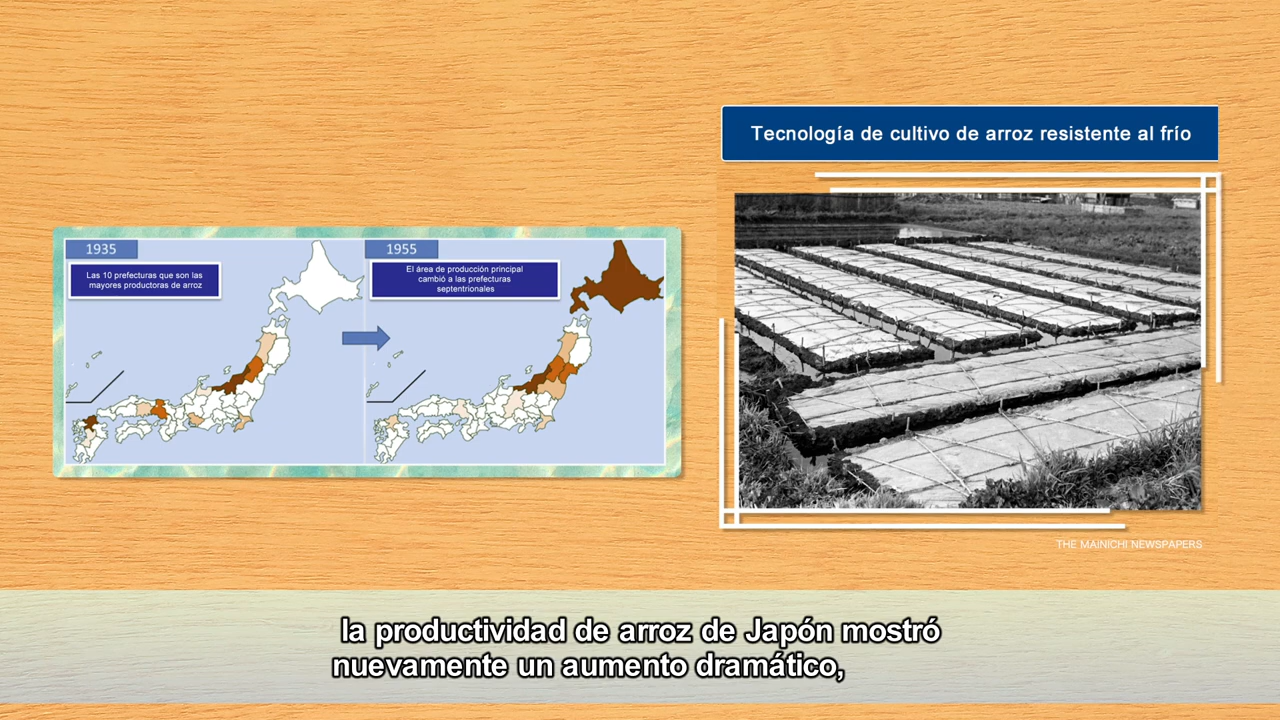 Tecnología de cultivo de arroz resistente al frío
1935
Las 10 prefecturas que son las
mayores productoras de arroz
1955
El área de producción principal
cambió a las prefecturas
septentrionales
THE MAINICHI NEWSPAPERS
la productividad de arroz de Japón mostró
nuevamente un aumento dramático,